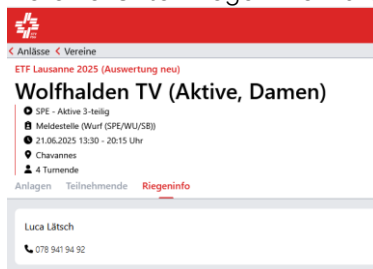 Anlässe Vereine
ETF Lausanne 2025 (Auswertung neu)
Wolfhalden TV (Aktive, Damen)
SPE - Aktive 3-teilig
Meldestelle (Wurf (SPE/WU/SB))
21.06.2025 13:30 - 20:15 Uhr
Chavannes
4 Turnende
Anlagen Teilnehmende Riegeninfo
Luca Lätsch
078 941 94 92